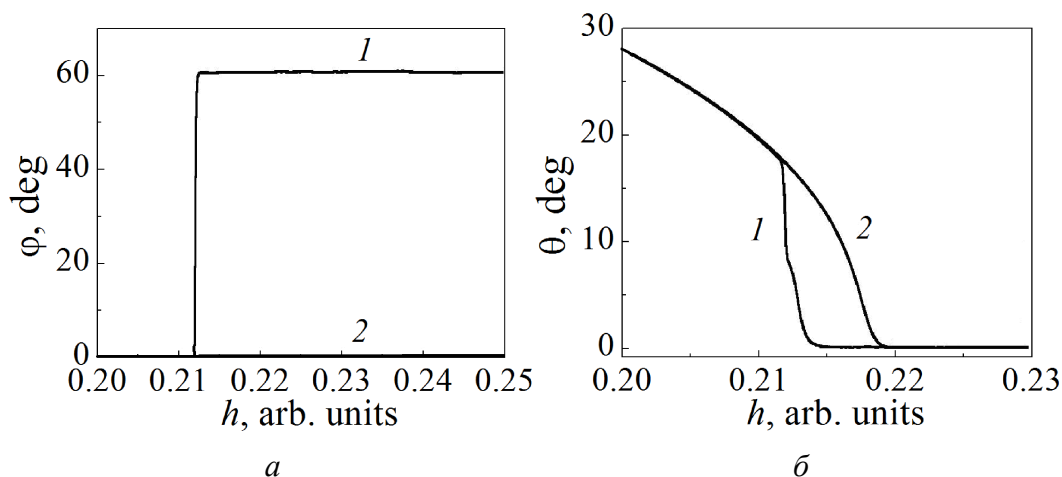 60
40
20
0
φ, deg
1
2
0.20 0.21 0.22 0.23 0.24 0.25
h, arb. units
а
30
20
10
0
θ, deg
1
2
0.20 0.21 0.22 0.23
h, arb. units
б